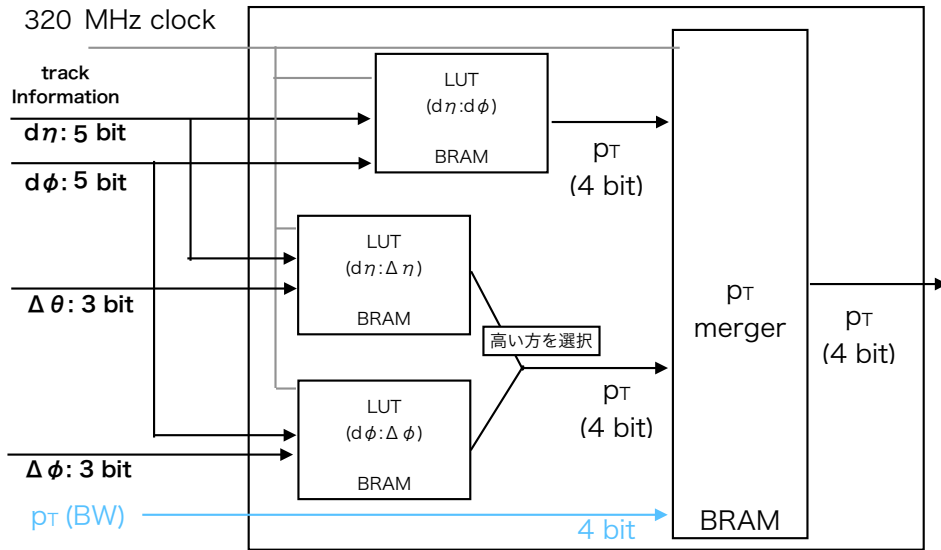 320 MHz clock
track
Information
dη: 5 bit
dφ: 5 bit
Δθ: 3 bit
Δφ: 3 bit
pT (BW)
LUT
(dη:dφ)
BRAM
pT
(4 bit)
LUT
(dη:Δη)
BRAM
高い方を選択
LUT
(dφ:Δφ)
BRAM
pT
(4 bit)
4 bit
pT
merger
BRAM
pT
(4 bit)